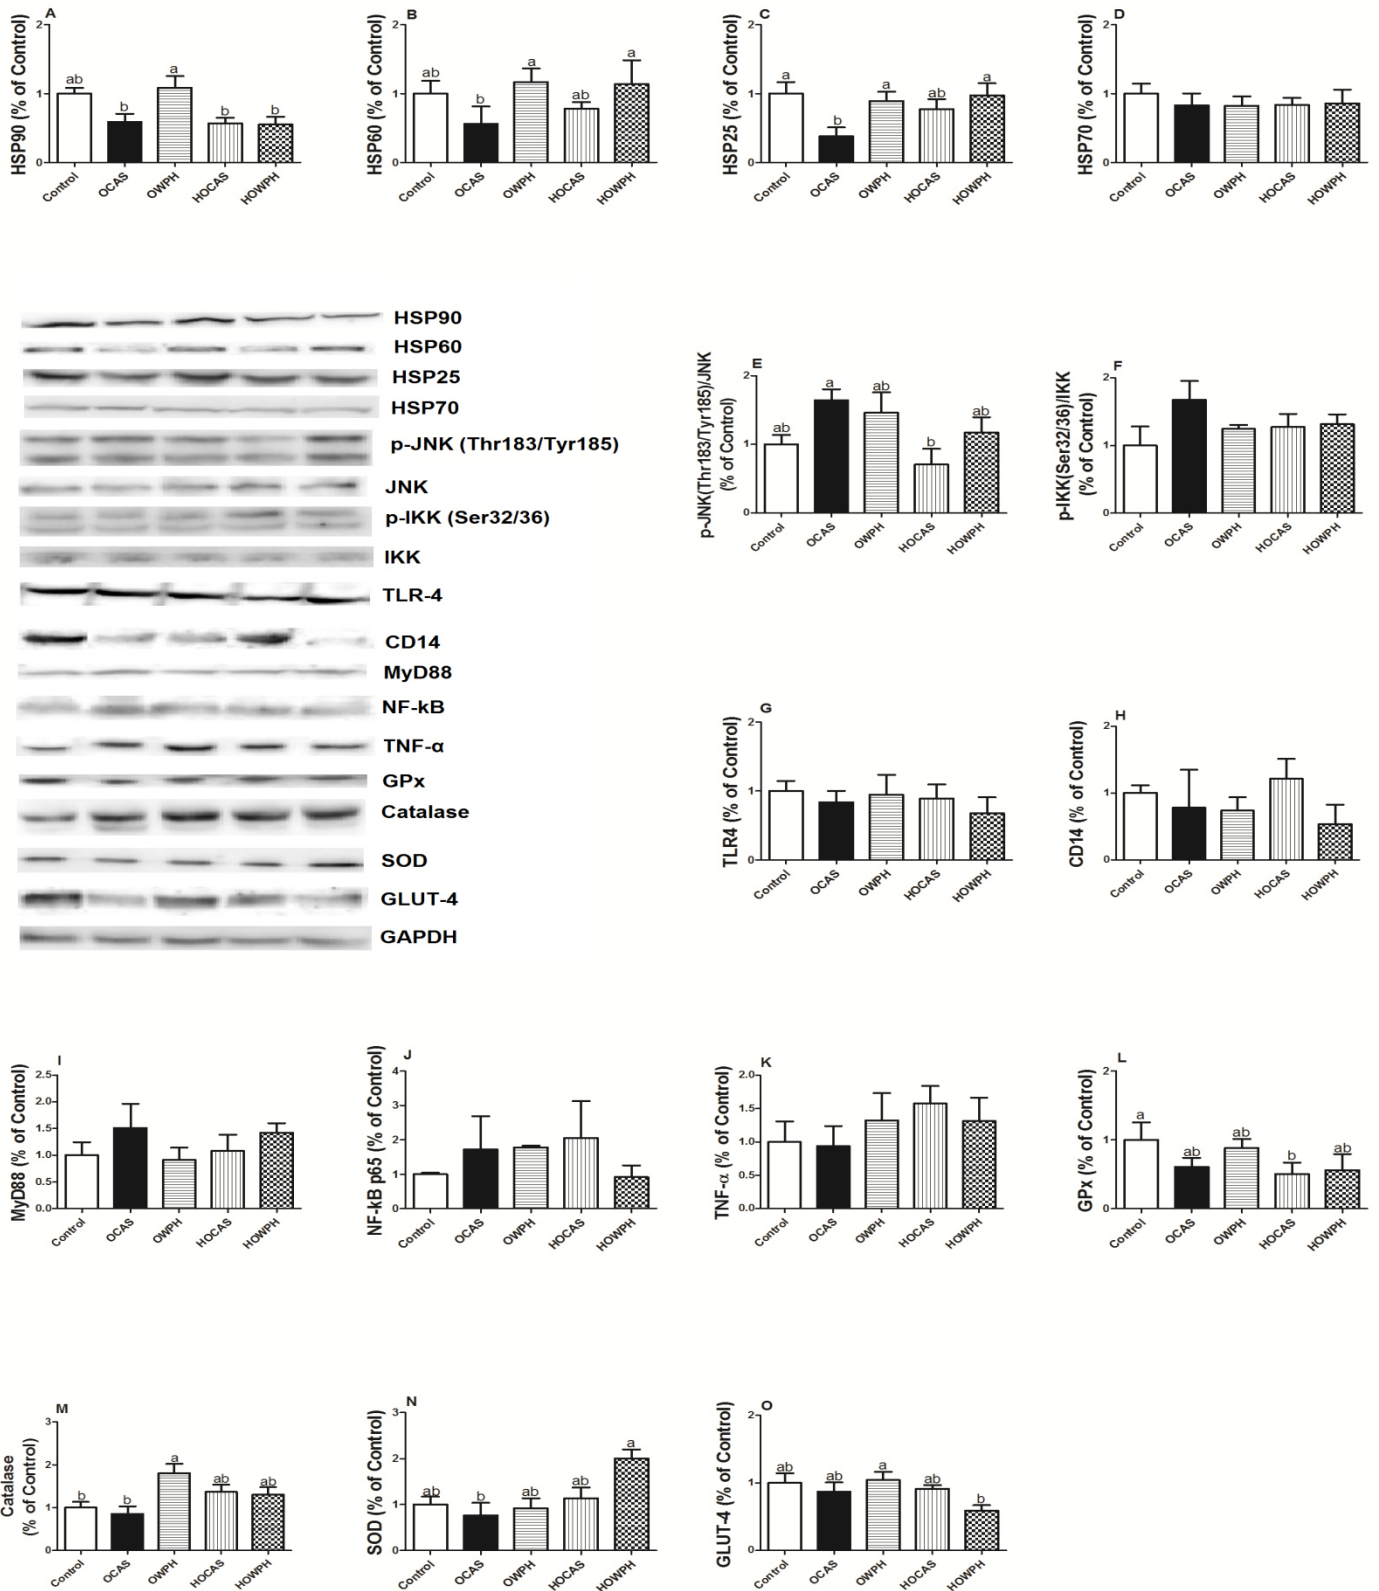 A
HSP90 (% of Control)
2
1
0
ab
b
a
b
b
Control
OCAS
OWPH
HOCAS
HOWPH
B
HSP60 (% of Control)
2
1
0
ab
b
a
ab
a
Control
OCAS
OWPH
HOCAS
HOWPH
C
HSP25 (% of Control)
2
1
0
a
b
a
ab
a
Control
OCAS
OWPH
HOCAS
HOWPH
D
HSP70 (% of Control)
2
1
0
Control
OCAS
OWPH
HOCAS
HOWPH
HSP90
HSP60
HSP25
HSP70
p-JNK (Thr183/Tyr185)
JNK
p-IKK (Ser32/36)
IKK
TLR-4
CD14
MyD88
NF-kB
TNF-α
GPx
Catalase
SOD
GLUT-4
GAPDH
E
p-JNK(Thr183/Tyr185)/JNK
(% of Control)
2
1
0
ab
a
ab
b
ab
Control
OCAS
OWPH
HOCAS
HOWPH
F
p-IKK(Ser32/36)/IKK
(% of Control)
2
1
0
Control
OCAS
OWPH
HOCAS
HOWPH
G
TLR4 (% of Control)
2
1
0
Control
OCAS
OWPH
HOCAS
HOWPH
H
CD14 (% of Control)
2
1
0
Control
OCAS
OWPH
HOCAS
HOWPH
I
MyD88 (% of Control)
2.5
2.0
1.5
1.0
0.5
0.0
Control
OCAS
OWPH
HOCAS
HOWPH
J
NF-kB p65 (% of Control)
4
3
2
1
0
Control
OCAS
OWPH
HOCAS
HOWPH
K
TNF-α (% of Control)
2.0
1.5
1.0
0.5
0.0
Control
OCAS
OWPH
HOCAS
HOWPH
L
GPx (% of Control)
2
1
0
a
ab
ab
b
ab
Control
OCAS
OWPH
HOCAS
HOWPH
M
Catalase
(% of Control)
3
2
1
0
b
b
a
ab
ab
Control
OCAS
OWPH
HOCAS
HOWPH
N
SOD (% of Control)
3
2
1
0
ab
b
ab
ab
a
Control
OCAS
OWPH
HOCAS
HOWPH
O
GLUT-4 (% of Control)
2
1
0
ab
ab
a
ab
b
Control
OCAS
OWPH
HOCAS
HOWPH